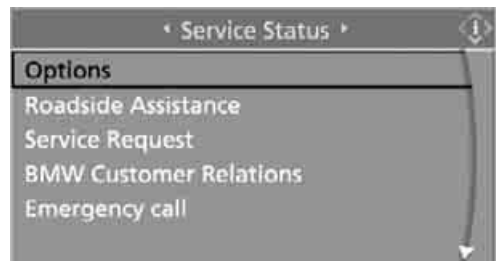 Service Status
Options
Roadside Assistance
Service Request
BMW Customer Relations
Emergency call